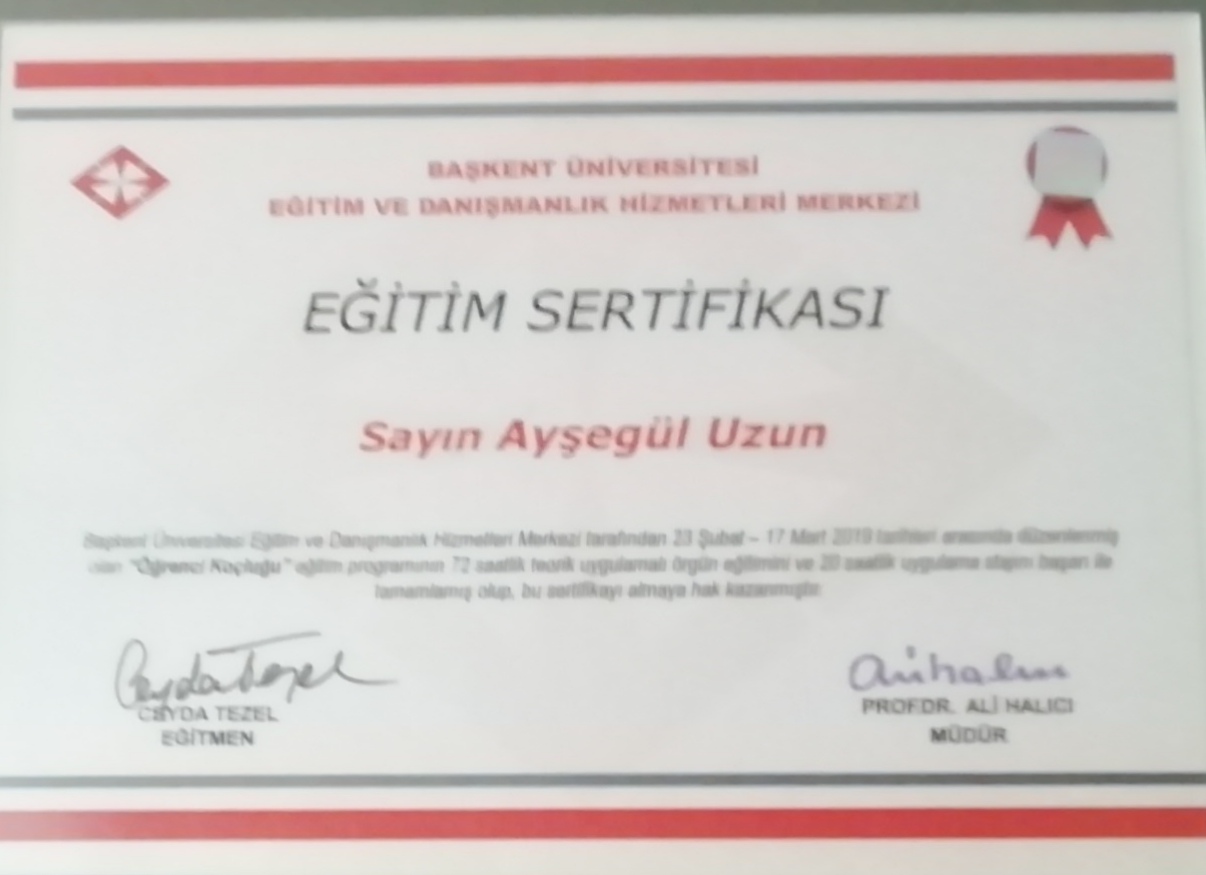 BAŞKENT ÜNİVERSİTESİ
EĞİTİM VE DANIŞMANLIK HİZMETLERİ MERKEZİ
EĞİTİM SERTİFİKASI
Sayın Ayşegül Uzun
Başkent Üniversitesi Eğitim ve Danışmanlık Hizmetleri Merkezi tarafından 23 Şubat – 17 Mart 2019 tarihleri arasında düzenlenmiş
olan "Öğrenci Koçluğu" eğitim programının 72 saatlik teorik uygulamalı örgün eğitimini ve 20 saatlik uygulama stajını başarı ile
tamamlamış olup, bu sertifikayı almaya hak kazanmıştır.
Ceyda Tezel
CEYDA TEZEL
EĞİTMEN
PROF.DR. ALİ HALICI
MÜDÜR